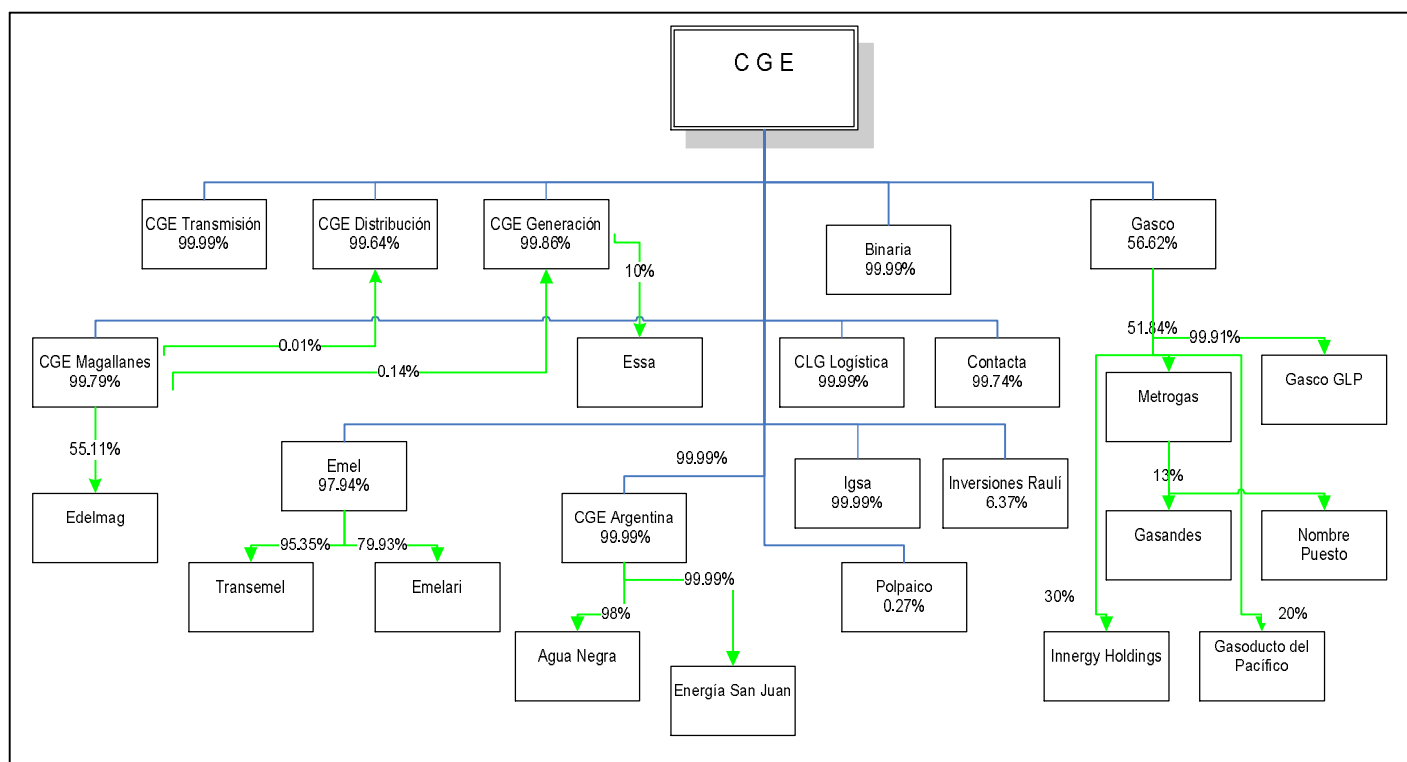 C G E
CGE Transmisión
99.99%
CGE Distribución
99.64%
CGE Generación
99.86%
Binaria
99.99%
Gasco
56.62%
10%
CGE Magallanes
99.79%
0.01%
0.14%
Essa
CLG Logística
99.99%
Contacta
99.74%
51.84%
99.91%
Metrogas
Gasco GLP
55.11%
Edelmag
Emel
97.94%
99.99%
CGE Argentina
99.99%
Igsa
99.99%
Inversiones Raulí
6.37%
13%
Gasandes
Nombre
Puesto
95.35%
79.93%
Transemel
Emelari
99.99%
98%
Polpaico
0.27%
30%
20%
Agua Negra
Energía San Juan
Innergy Holdings
Gasoducto del
Pacífico